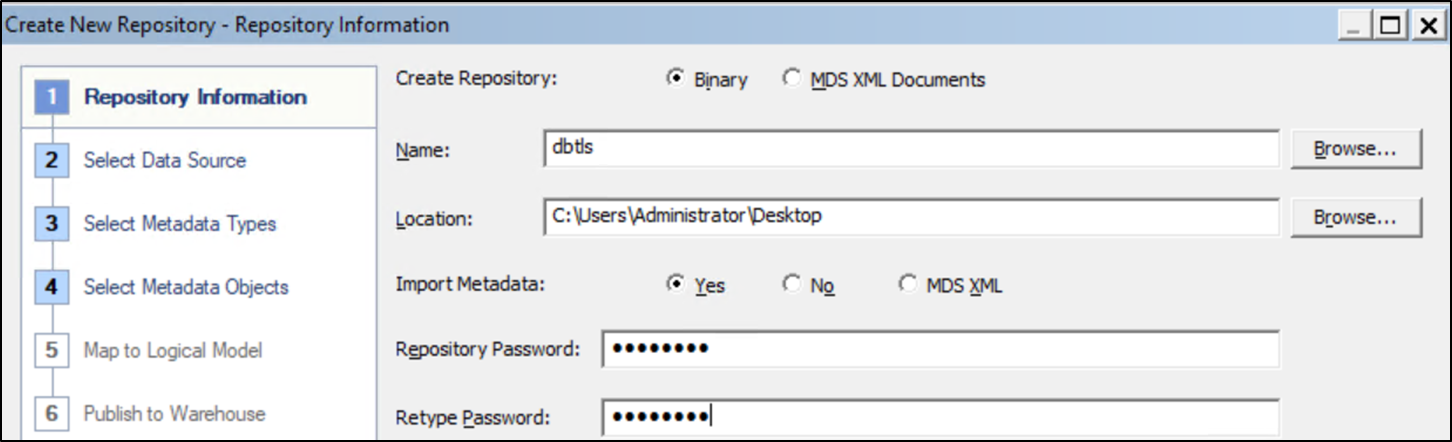 Create New Repository - Repository Information
1 Repository Information
2 Select Data Source
3 Select Metadata Types
4 Select Metadata Objects
5 Map to Logical Model
6 Publish to Warehouse
Create Repository: Binary MDS XML Documents
Name: dbtls Browse...
Location: C:\Users\Administrator\Desktop Browse...
Import Metadata: Yes No MDS XML
Repository Password: ••••••••
Retype Password: ••••••••